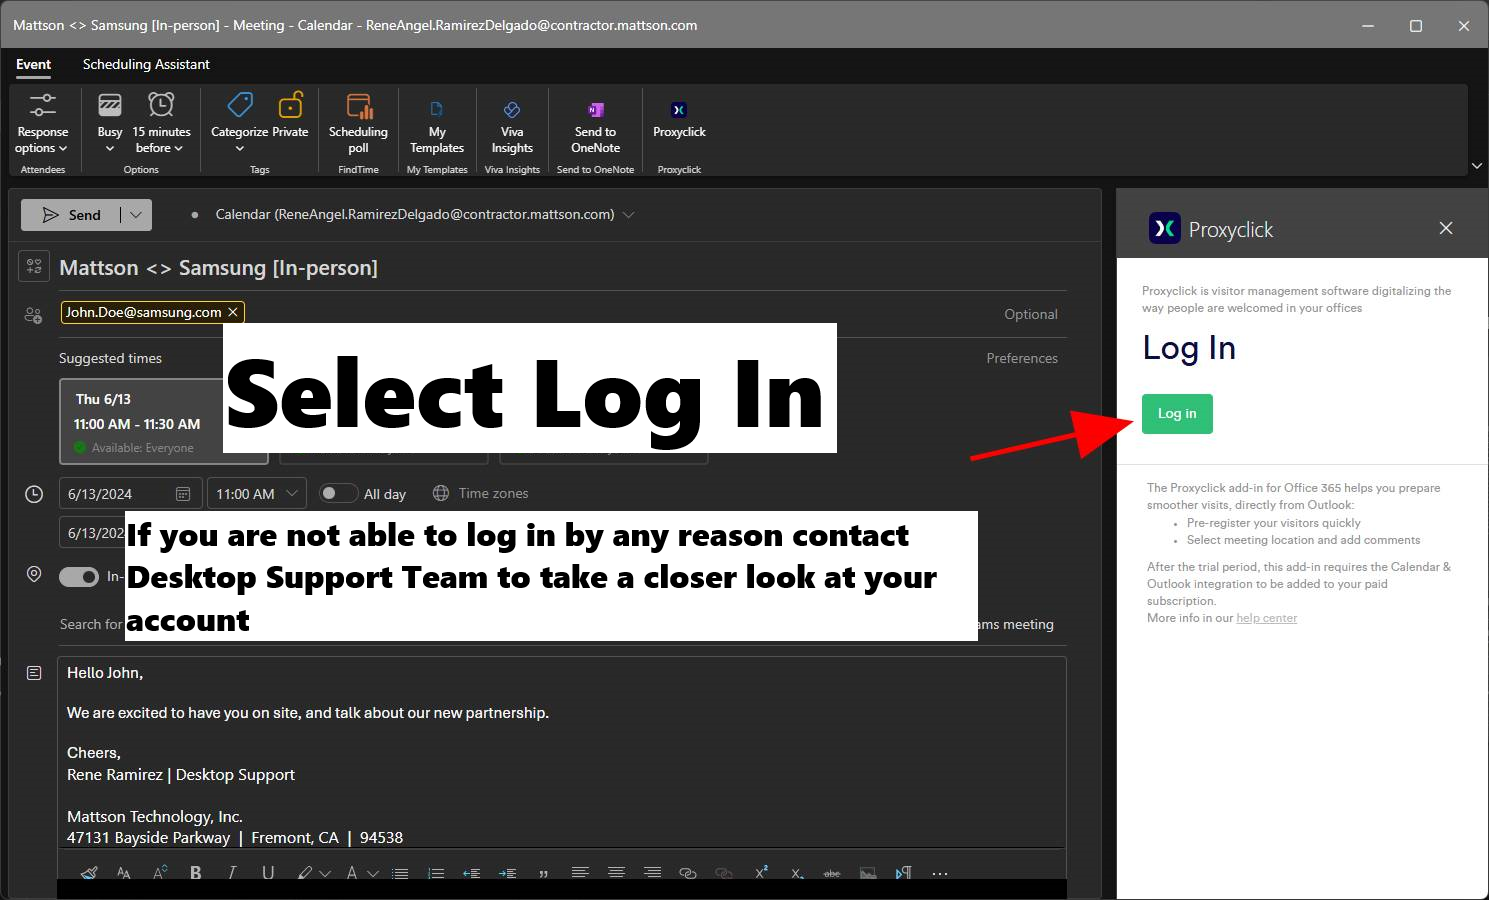 Mattson <> Samsung [In-person] - Meeting - Calendar - ReneAngel.RamirezDelgado@contractor.mattson.com
Event Scheduling Assistant
Response options
Busy
15 minutes before
Categorize
Private
Scheduling poll
My Templates
Viva Insights
Send to OneNote
Proxyclick
Attendees Options Tags FindTime My Templates Viva Insights Send to OneNote Proxyclick
Send
Calendar (ReneAngel.RamirezDelgado@contractor.mattson.com)
Mattson <> Samsung [In-person]
John.Doe@samsung.com
Optional
Suggested times
Preferences
Select Log In
Thu 6/13
11:00 AM - 11:30 AM
Available: Everyone
6/13/2024 11:00 AM All day Time zones
6/13/202
If you are not able to log in by any reason contact
Desktop Support Team to take a closer look at your
account
In-
Search for
ams meeting
Hello John,
We are excited to have you on site, and talk about our new partnership.
Cheers,
Rene Ramirez | Desktop Support
Mattson Technology, Inc.
47131 Bayside Parkway | Fremont, CA | 94538
Proxyclick
Proxyclick is visitor management software digitalizing the
way people are welcomed in your offices
Log In
Log in
The Proxyclick add-in for Office 365 helps you prepare
smoother visits, directly from Outlook:
• Pre-register your visitors quickly
• Select meeting location and add comments
After the trial period, this add-in requires the Calendar &
Outlook integration to be added to your paid
subscription.
More info in our help center